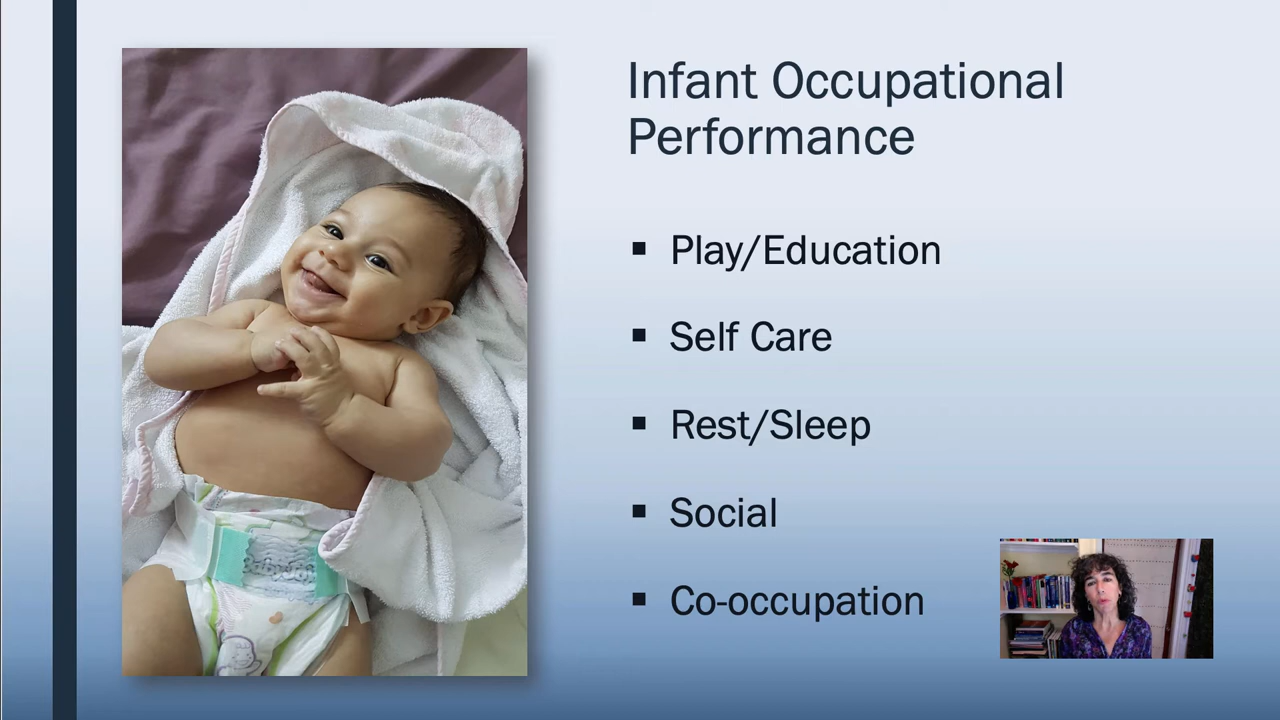 Infant Occupational
Performance
▪ Play/Education
▪ Self Care
▪ Rest/Sleep
▪ Social
▪ Co-occupation